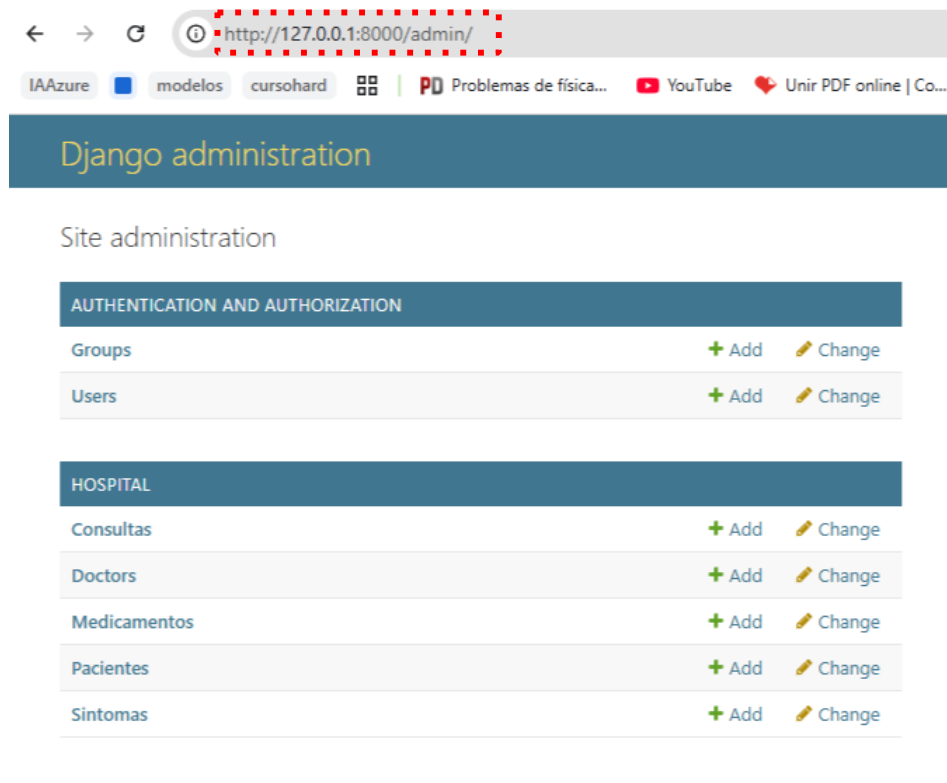 http://127.0.0.1:8000/admin/
IAAzure modelos cursohard PD Problemas de física... YouTube Unir PDF online | Co...
Django administration
Site administration
AUTHENTICATION AND AUTHORIZATION
Groups Add Change
Users Add Change
HOSPITAL
Consultas Add Change
Doctors Add Change
Medicamentos Add Change
Pacientes Add Change
Sintomas Add Change